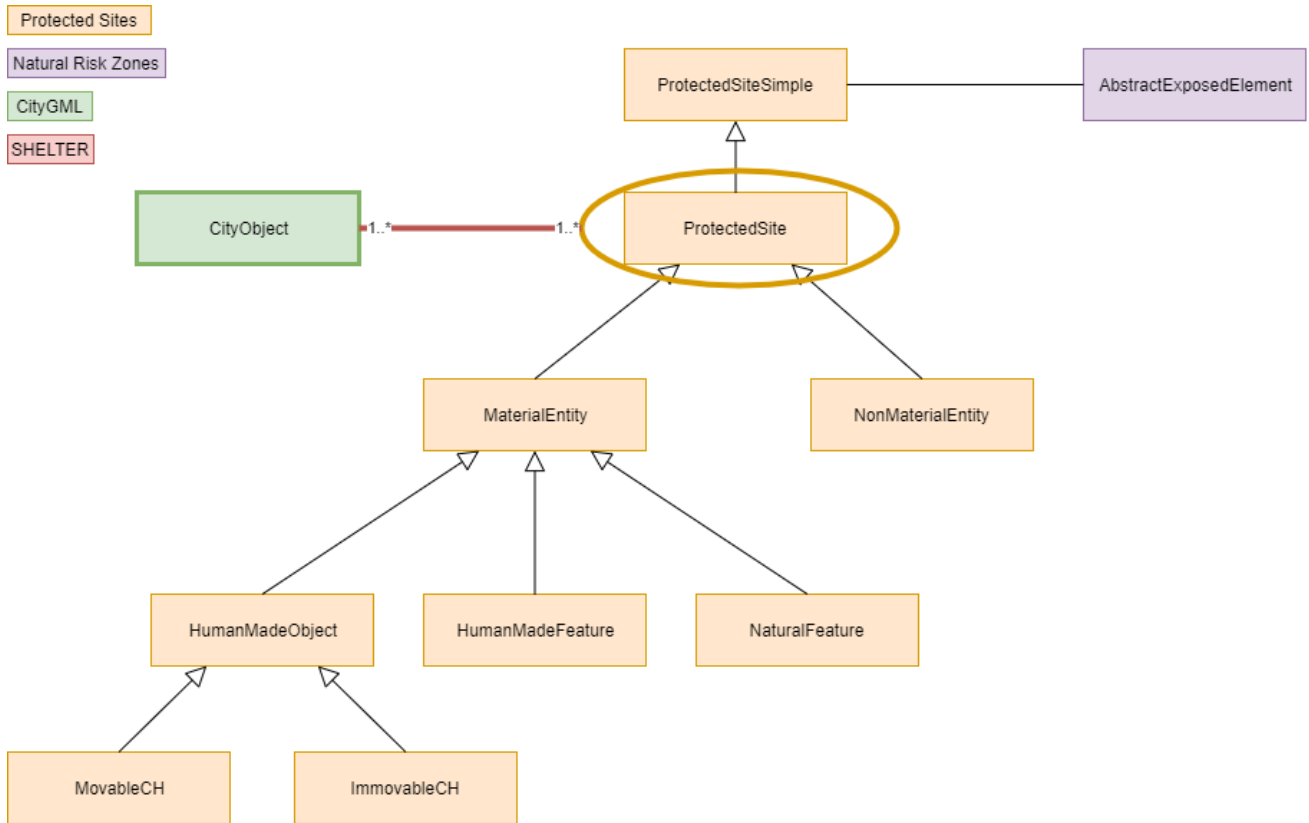 Protected Sites
Natural Risk Zones
CityGML
SHELTER
ProtectedSiteSimple
AbstractExposedElement
CityObject
1..*
1..*
ProtectedSite
MaterialEntity
NonMaterialEntity
HumanMadeObject
HumanMadeFeature
NaturalFeature
MovableCH
ImmovableCH